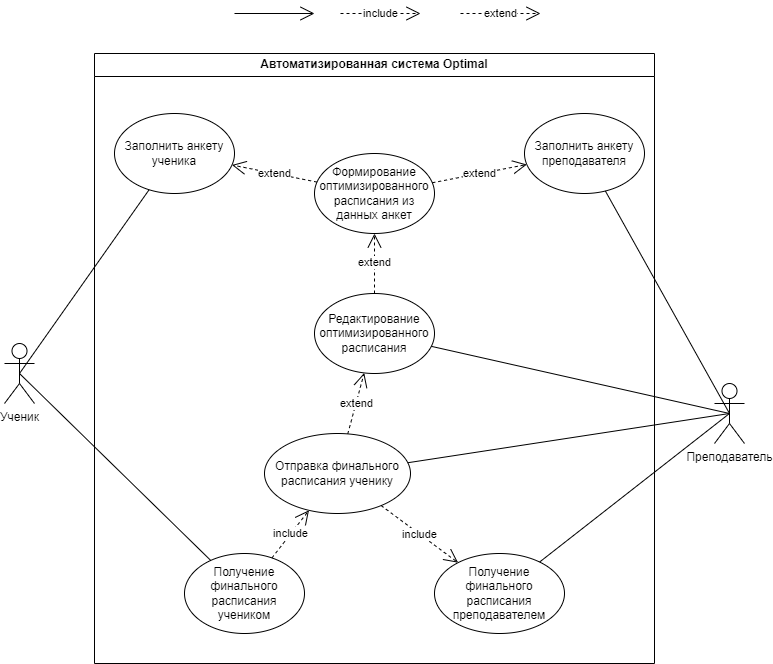 include
extend
Автоматизированная система Optimal
Заполнить анкету
ученика
Заполнить анкету
преподавателя
extend
extend
Формирование
оптимизированного
расписания из
данных анкет
extend
Редактирование
оптимизированного
расписания
Ученик
extend
Преподаватель
Отправка финального
расписания ученику
include
include
Получение
финального
расписания
учеником
Получение
финального
расписания
преподавателем